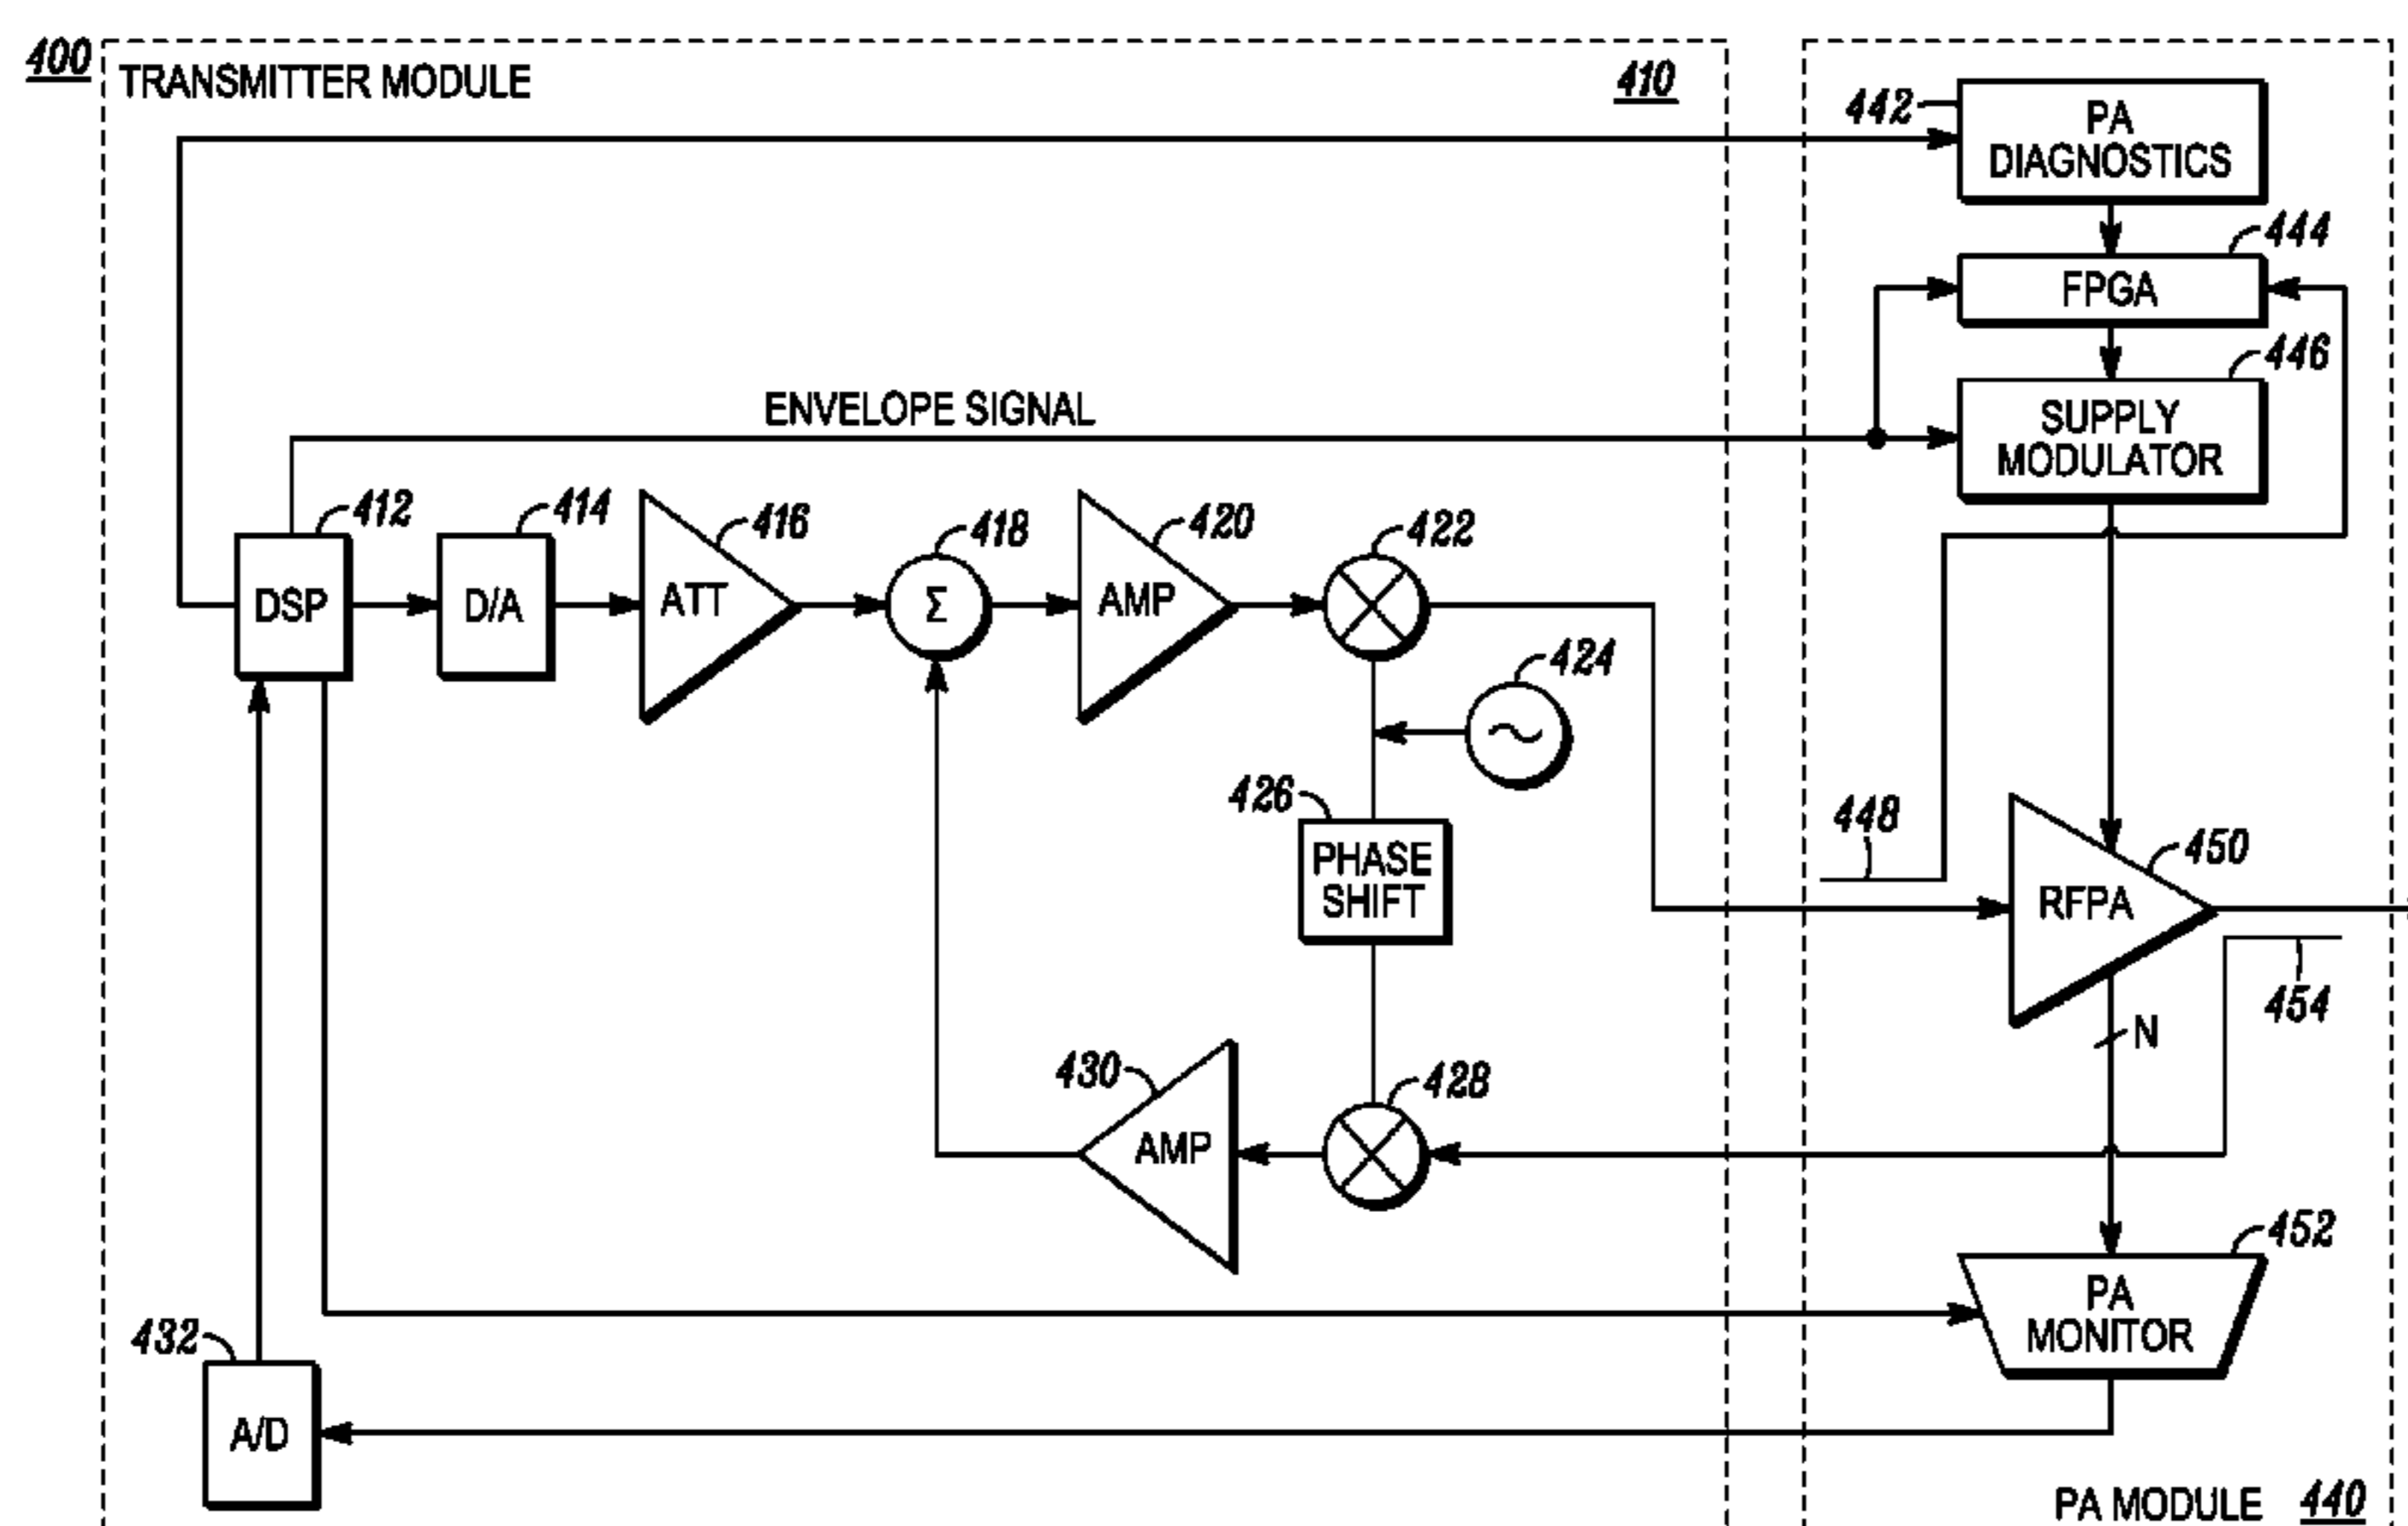 400
TRANSMITTER MODULE
410
442
PA
DIAGNOSTICS
444
FPGA
446
SUPPLY
MODULATOR
ENVELOPE SIGNAL
412
DSP
414
D/A
416
ATT
418
Σ
420
AMP
422
424
426
PHASE
SHIFT
448
450
RFPA
454
N
430
AMP
428
452
PA
MONITOR
432
A/D
PA MODULE 440